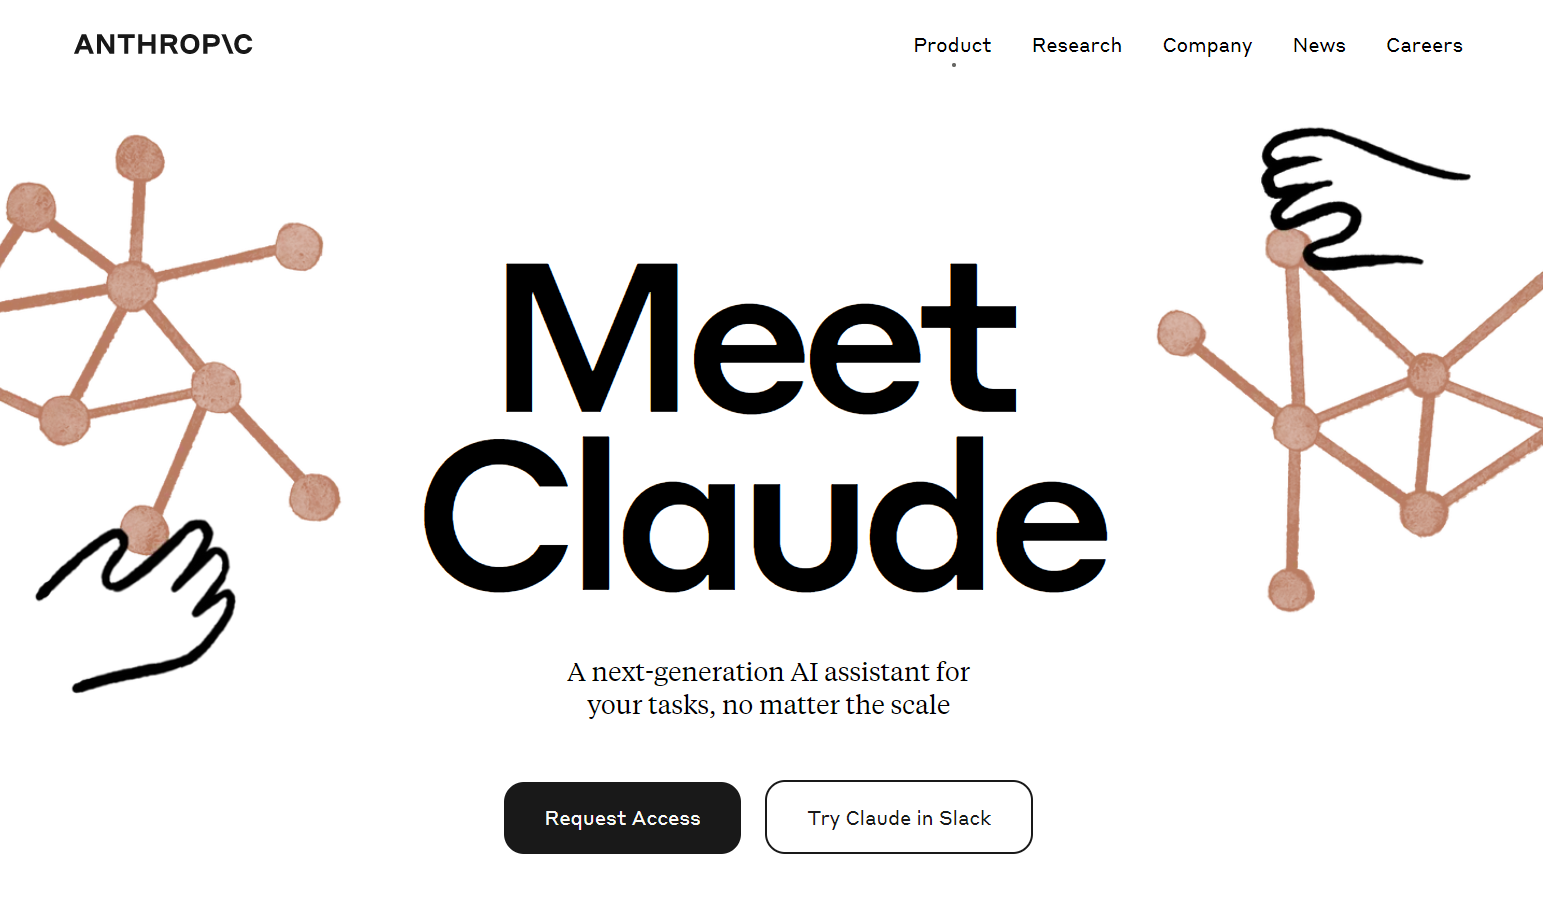 ANTHROP\C
Product Research Company News Careers
Meet
Claude
A next-generation AI assistant for
your tasks, no matter the scale
Request Access
Try Claude in Slack